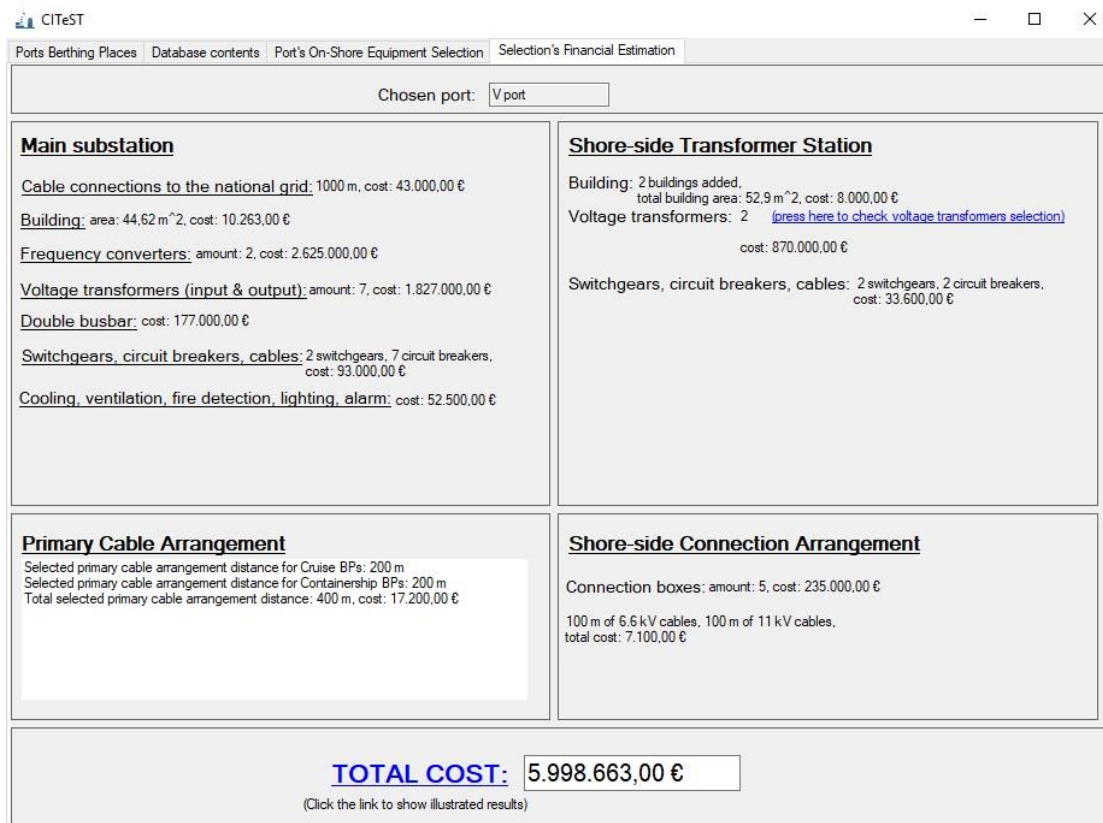 CITeST
Ports Berthing Places Database contents Port's On-Shore Equipment Selection Selection's Financial Estimation
Chosen port: V port
Main substation
Cable connections to the national grid: 1000 m, cost: 43.000,00 €
Building: area: 44,62 m^2, cost: 10.263,00 €
Frequency converters: amount: 2, cost: 2.625.000,00 €
Voltage transformers (input & output): amount: 7, cost: 1.827.000,00 €
Double busbar: cost: 177.000,00 €
Switchgears, circuit breakers, cables: 2 switchgears, 7 circuit breakers,
cost: 93.000,00 €
Cooling, ventilation, fire detection, lighting, alarm: cost: 52.500,00 €
Shore-side Transformer Station
Building: 2 buildings added,
total building area: 52,9 m^2, cost: 8.000,00 €
Voltage transformers: 2 (press here to check voltage transformers selection)
cost: 870.000,00 €
Switchgears, circuit breakers, cables: 2 switchgears, 2 circuit breakers,
cost: 33.600,00 €
Primary Cable Arrangement
Selected primary cable arrangement distance for Cruise BPs: 200 m
Selected primary cable arrangement distance for Containership BPs: 200 m
Total selected primary cable arrangement distance: 400 m, cost: 17.200,00 €
Shore-side Connection Arrangement
Connection boxes: amount: 5, cost: 235.000,00 €
100 m of 6.6 kV cables, 100 m of 11 kV cables,
total cost: 7.100,00 €
TOTAL COST: 5.998.663,00 €
(Click the link to show illustrated results)